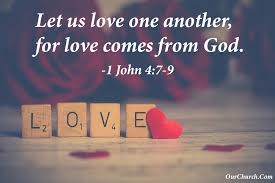 Let us love one another,
for love comes from God.
-1 John 4:7-9
LOVE
OurChurch.Com